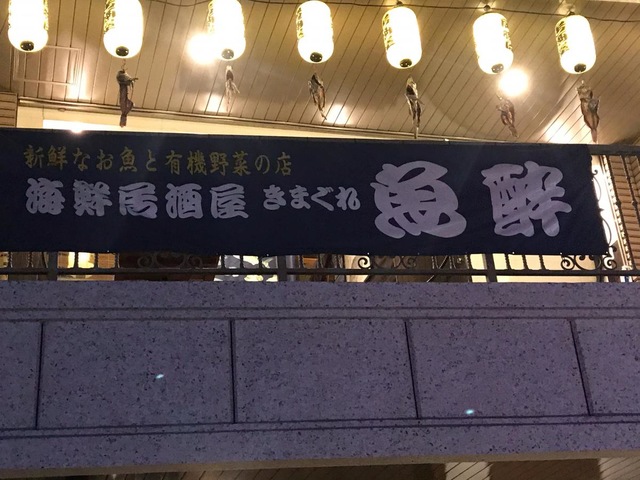 新鮮なお魚と有機野菜の店
海鮮居酒屋 きまぐれ 魚酔